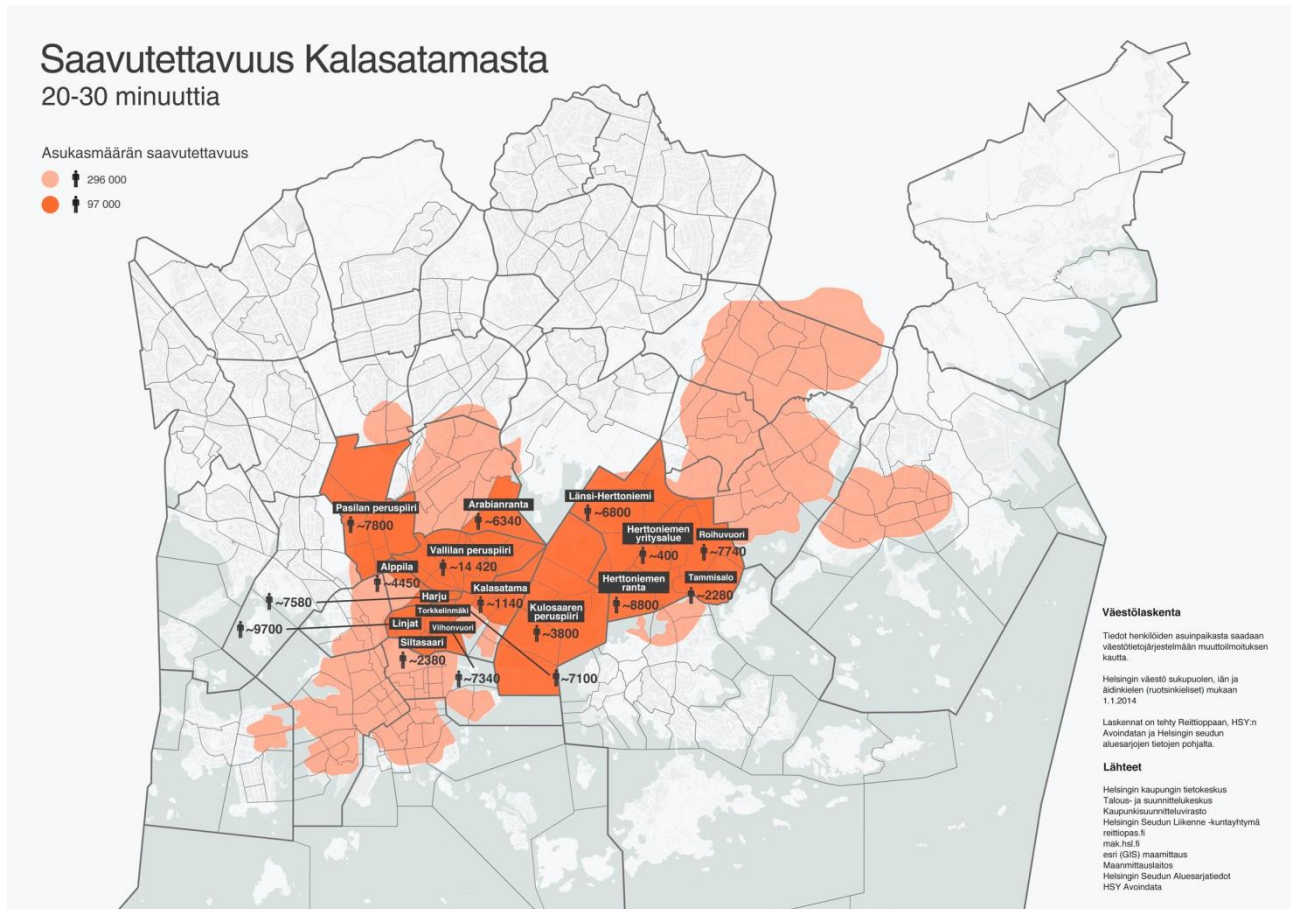 Saavutettavuus Kalasatamasta
20-30 minuuttia
Asukasmäärän saavutettavuus
296 000
97 000
Pasilan peruspiiri
~7800
Arabianranta
~6340
Länsi-Herttoniemi
~6800
Vallilan peruspiiri
~14 420
Herttoniemen
yritysalue
~400
Roihuvuori
~7740
Alppila
~4450
Harju
~7580
Kalasatama
~1140
Herttoniemen
ranta
~8800
Tammisalo
~2280
Torkkelinmäki
~7100
Linjat
~9700
Vilhonvuori
~7340
Kulosaaren
peruspiiri
~3800
Siltasaari
~2380
Väestölaskenta
Tiedot henkilöiden asuinpaikasta saadaan
väestötietojärjestelmään muuttoilmoituksen
kautta.
Helsingin väestö sukupuolen, iän ja
äidinkielen (ruotsinkieliset) mukaan
1.1.2014
Laskennat on tehty Reittioppaan, HSY:n
Avoindatan ja Helsingin seudun
aluesarjojen tietojen pohjalta.
Lähteet
Helsingin kaupungin tietokeskus
Talous- ja suunnittelukeskus
Kaupunkisuunnitteluvirasto
Helsingin Seudun Liikenne -kuntayhtymä
reittiopas.fi
mak.hsl.fi
esri (GIS) maamittaus
Maanmittauslaitos
Helsingin Seudun Aluesarjatiedot
HSY Avoindata